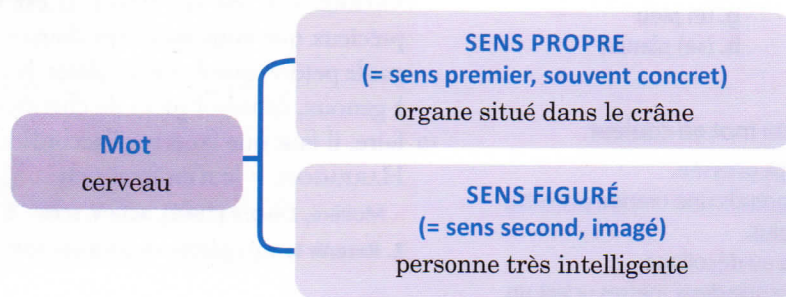 Mot
cerveau
SENS PROPRE
(= sens premier, souvent concret)
organe situé dans le crâne
SENS FIGURÉ
(= sens second, imagé)
personne très intelligente